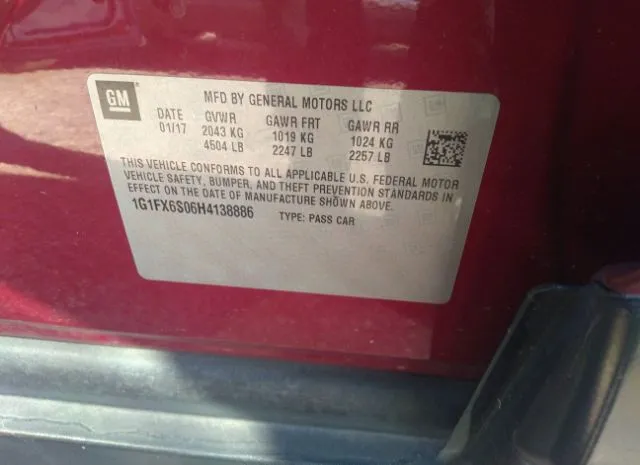 GM
MFD BY GENERAL MOTORS LLC
DATE GVWR GAWR FRT GAWR RR
01/17 2043 KG 1019 KG 1024 KG
4504 LB 2247 LB 2257 LB
THIS VEHICLE CONFORMS TO ALL APPLICABLE U.S. FEDERAL MOTOR
VEHICLE SAFETY, BUMPER, AND THEFT PREVENTION STANDARDS IN
EFFECT ON THE DATE OF MANUFACTURE SHOWN ABOVE.
1G1FX6S06H4138886 TYPE: PASS CAR